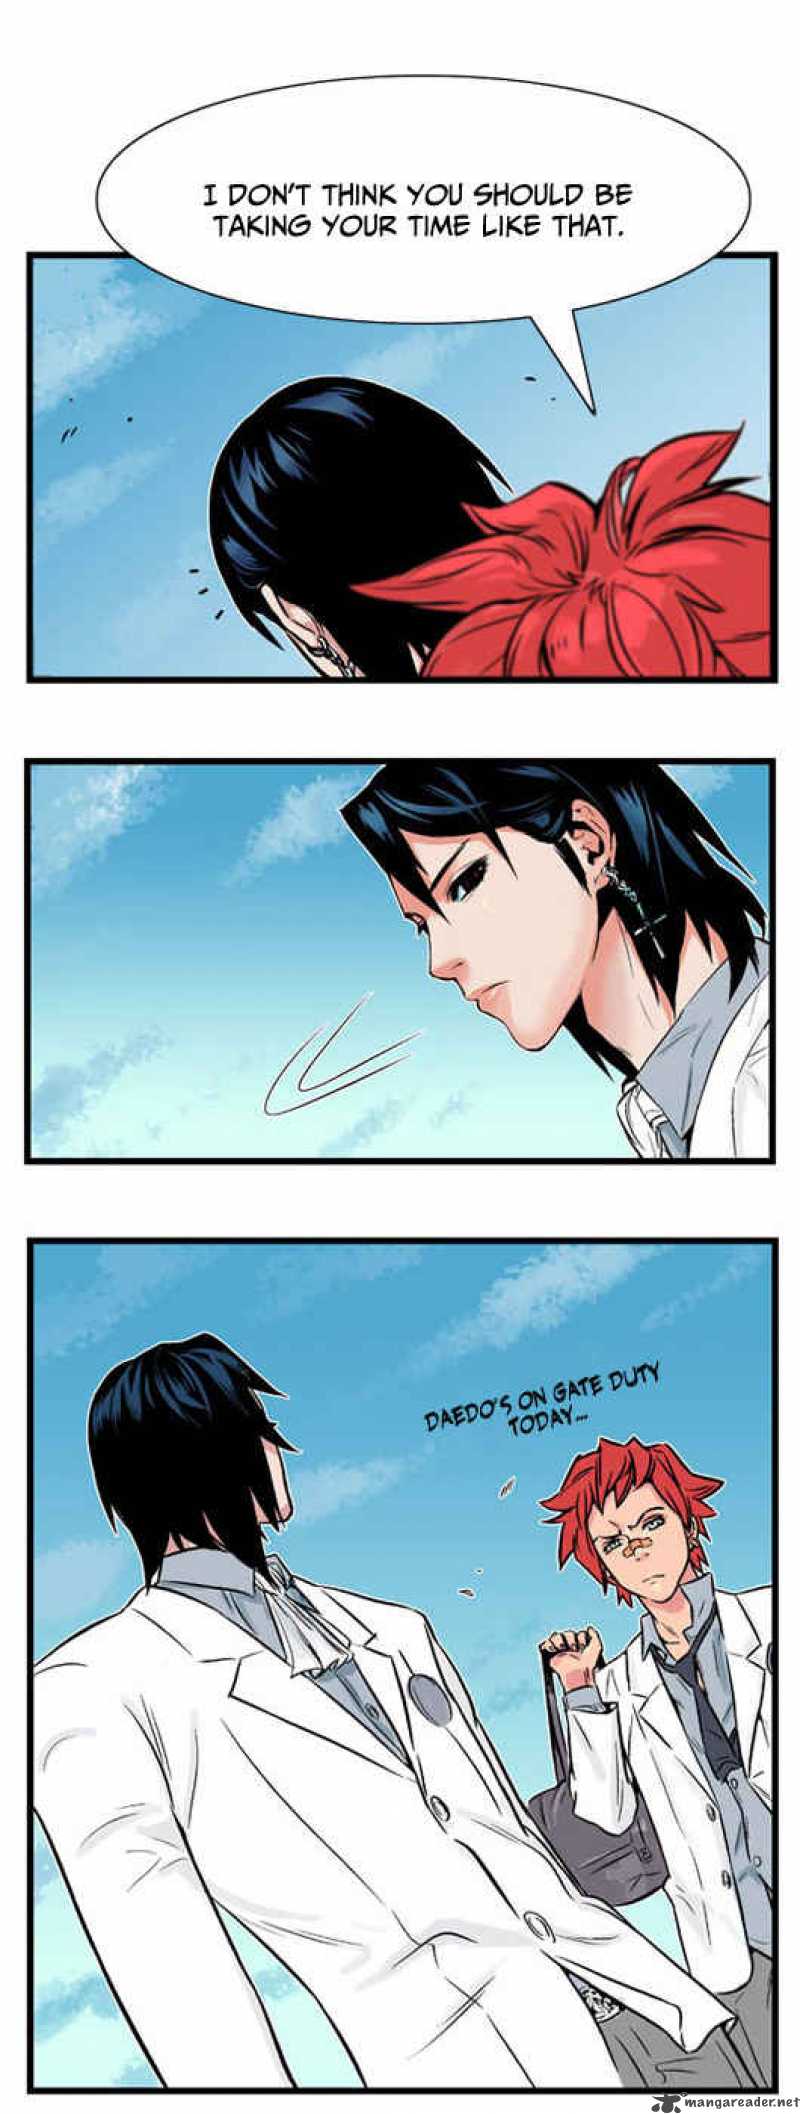 I DON'T THINK YOU SHOULD BE
TAKING YOUR TIME LIKE THAT.
DAEDO'S ON GATE DUTY
TODAY...
mangareader.net